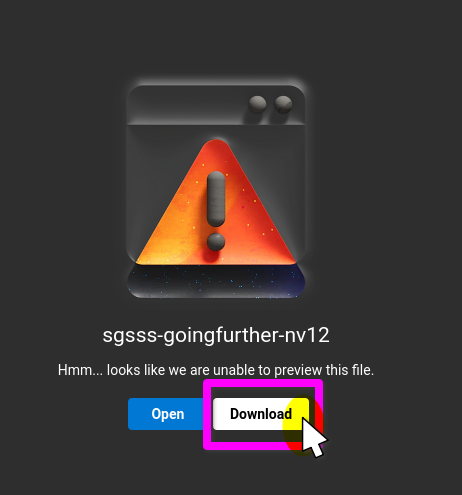 sgsss-goingfurther-nv12
Hmm... looks like we are unable to preview this file.
Open
Download